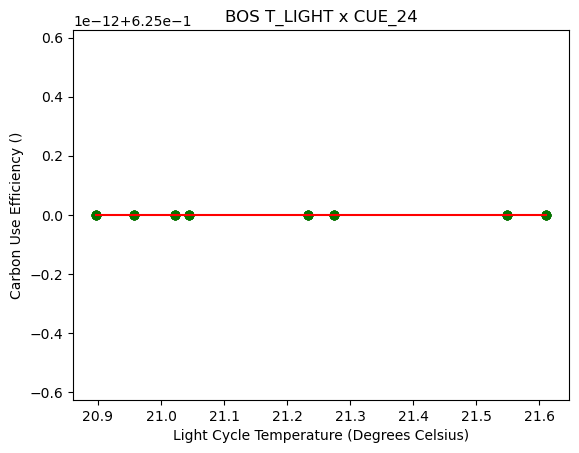 BOS T_LIGHT x CUE_24
1e−12+6.25e−1
0.6
0.4
0.2
0.0
−0.2
−0.4
−0.6
Carbon Use Efficiency ()
20.9 21.0 21.1 21.2 21.3 21.4 21.5 21.6
Light Cycle Temperature (Degrees Celsius)